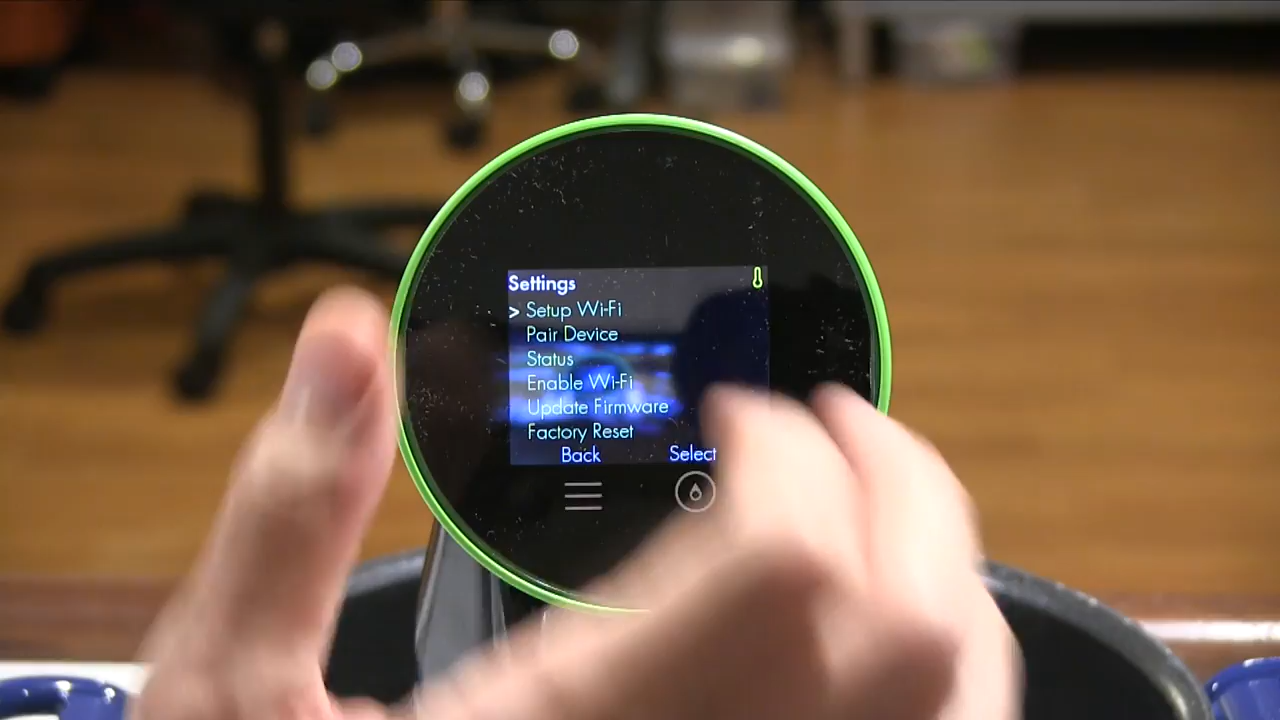 Settings
> Setup Wi-Fi
Pair Device
Status
Enable Wi-Fi
Update Firmware
Factory Reset
Back Select